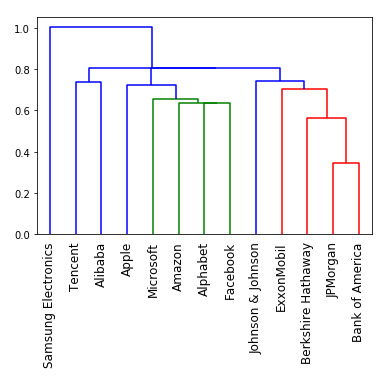 1.0
0.8
0.6
0.4
0.2
0.0
Samsung Electronics
Tencent
Alibaba
Apple
Microsoft
Amazon
Alphabet
Facebook
Johnson & Johnson
ExxonMobil
Berkshire Hathaway
JPMorgan
Bank of America